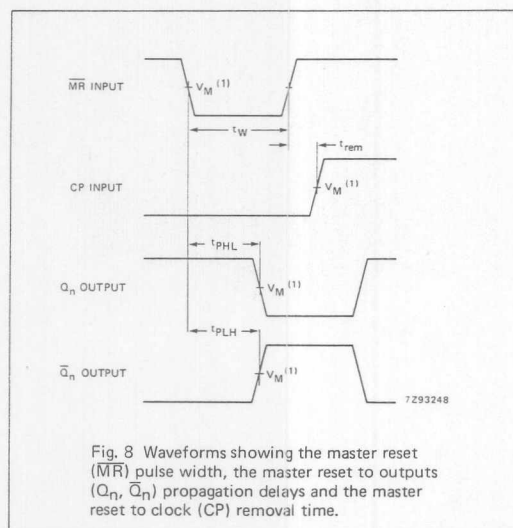 M̅R̅ INPUT
V_M (1)
t_W
t_rem
CP INPUT
V_M (1)
t_PHL
Q_n OUTPUT
V_M (1)
t_PLH
Q̅_n OUTPUT
V_M (1)
7Z93248
Fig. 8 Waveforms showing the master reset
(M̅R̅) pulse width, the master reset to outputs
(Q_n, Q̅_n) propagation delays and the master
reset to clock (CP) removal time.